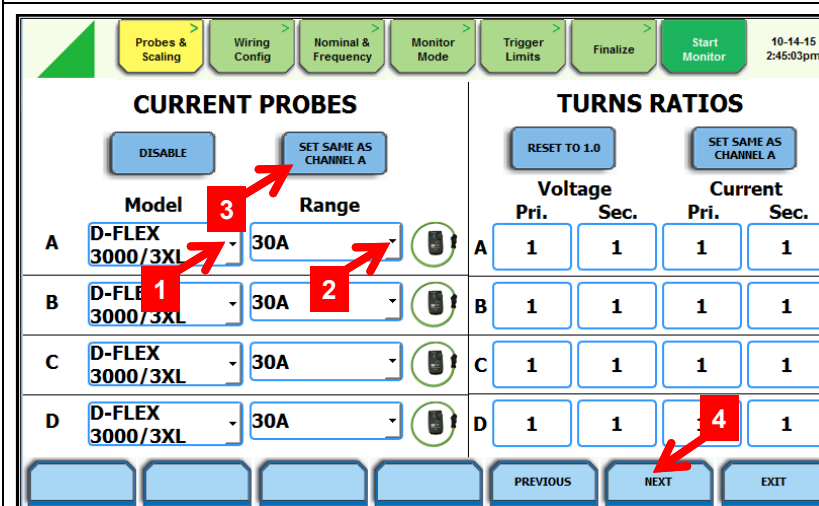 > > > > > > >
Probes & Scaling
Wiring Config
Nominal & Frequency
Monitor Mode
Trigger Limits
Finalize
Start Monitor
10-14-15
2:45:03pm
CURRENT PROBES
DISABLE
SET SAME AS CHANNEL A
3
Model Range
A D-FLEX 3000/3XL 30A
1 2
B D-FLEX 3000/3XL 30A
C D-FLEX 3000/3XL 30A
D D-FLEX 3000/3XL 30A
TURNS RATIOS
RESET TO 1.0
SET SAME AS CHANNEL A
Voltage Current
Pri. Sec. Pri. Sec.
A 1 1 1 1
B 1 1 1 1
C 1 1 1 1
D 1 1 1
4
PREVIOUS NEXT EXIT